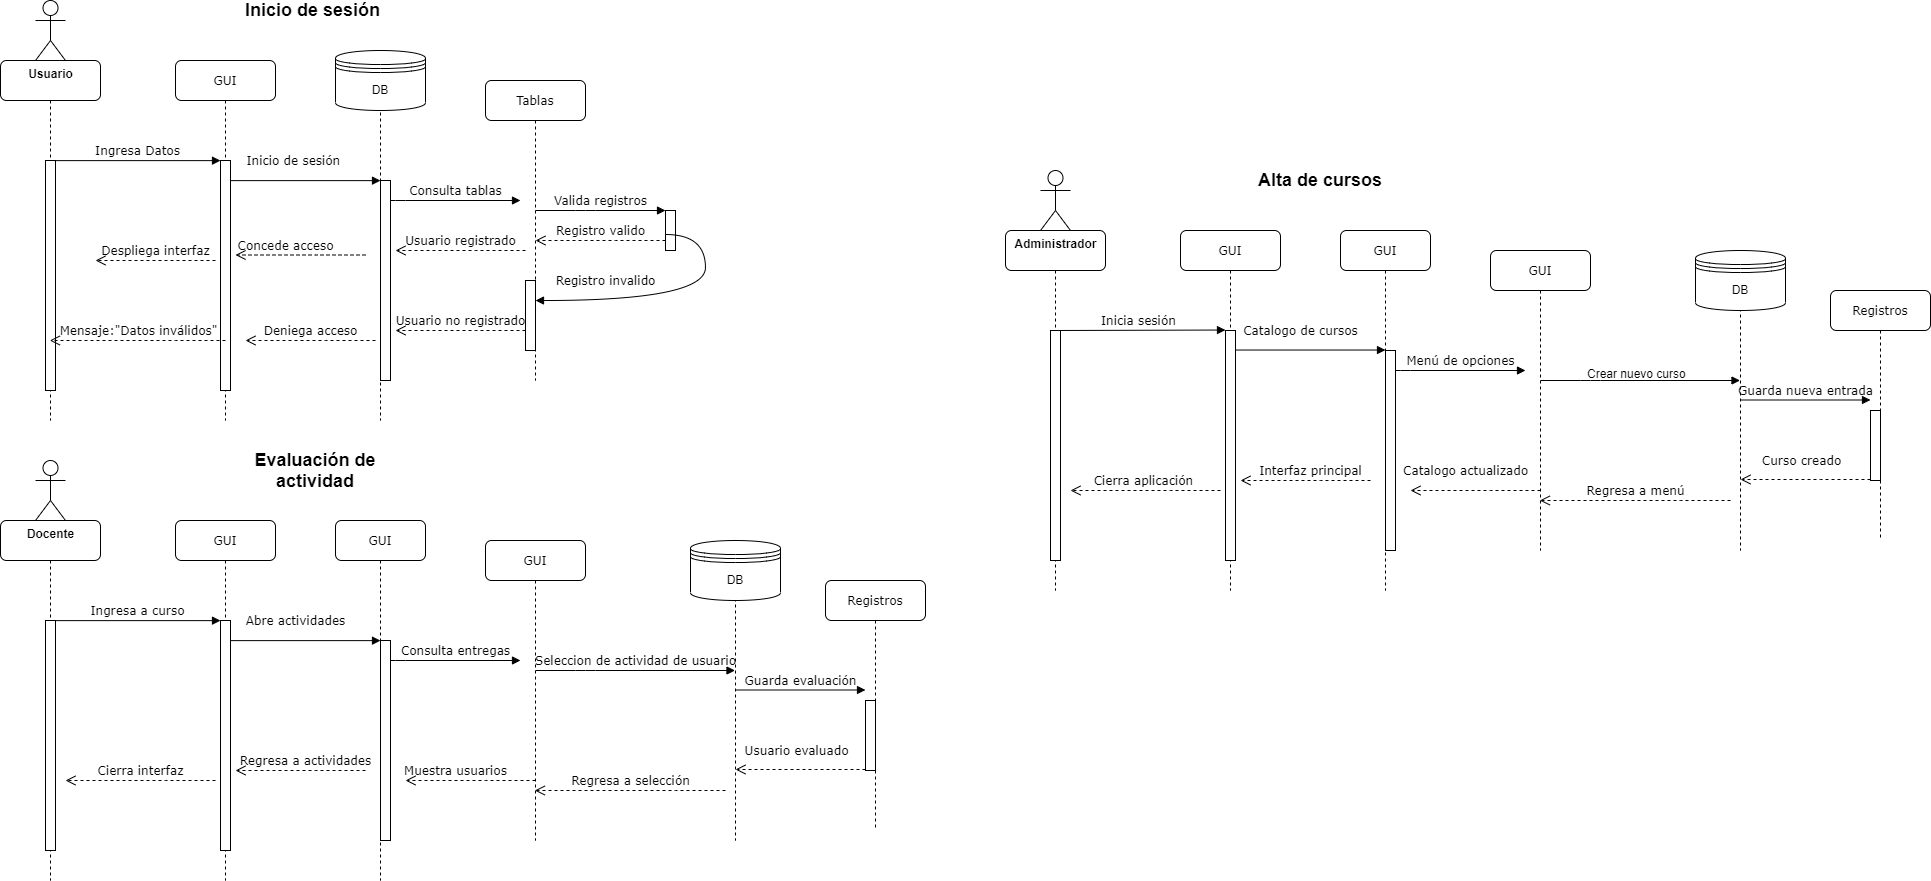 Inicio de sesión
Usuario
GUI
DB
Tablas
Ingresa Datos
Inicio de sesión
Consulta tablas
Valida registros
Registro valido
Usuario registrado
Concede acceso
Despliega interfaz
Registro invalido
Usuario no registrado
Deniega acceso
Mensaje:"Datos inválidos"
Evaluación de
actividad
Docente
GUI
GUI
GUI
DB
Registros
Ingresa a curso
Abre actividades
Consulta entregas
Seleccion de actividad de usuario
Guarda evaluación
Usuario evaluado
Regresa a selección
Muestra usuarios
Regresa a actividades
Cierra interfaz
Alta de cursos
Administrador
GUI
GUI
GUI
DB
Registros
Inicia sesión
Catalogo de cursos
Menú de opciones
Crear nuevo curso
Guarda nueva entrada
Curso creado
Regresa a menú
Catalogo actualizado
Interfaz principal
Cierra aplicación